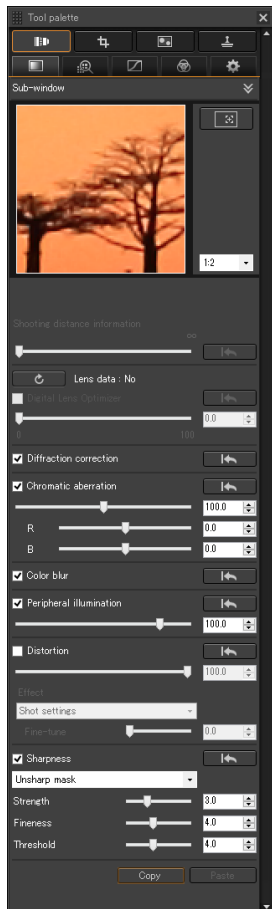 Tool palette
Sub-window
1:2
Shooting distance information
∞
Lens data : No
Digital Lens Optimizer
0.0
0 100
Diffraction correction
Chromatic aberration
100.0
R 0.0
B 0.0
Color blur
Peripheral illumination
100.0
Distortion
100.0
Effect
Shot settings
Fine-tune 0.0
Sharpness
Unsharp mask
Strength 3.0
Fineness 4.0
Threshold 4.0
Copy Paste